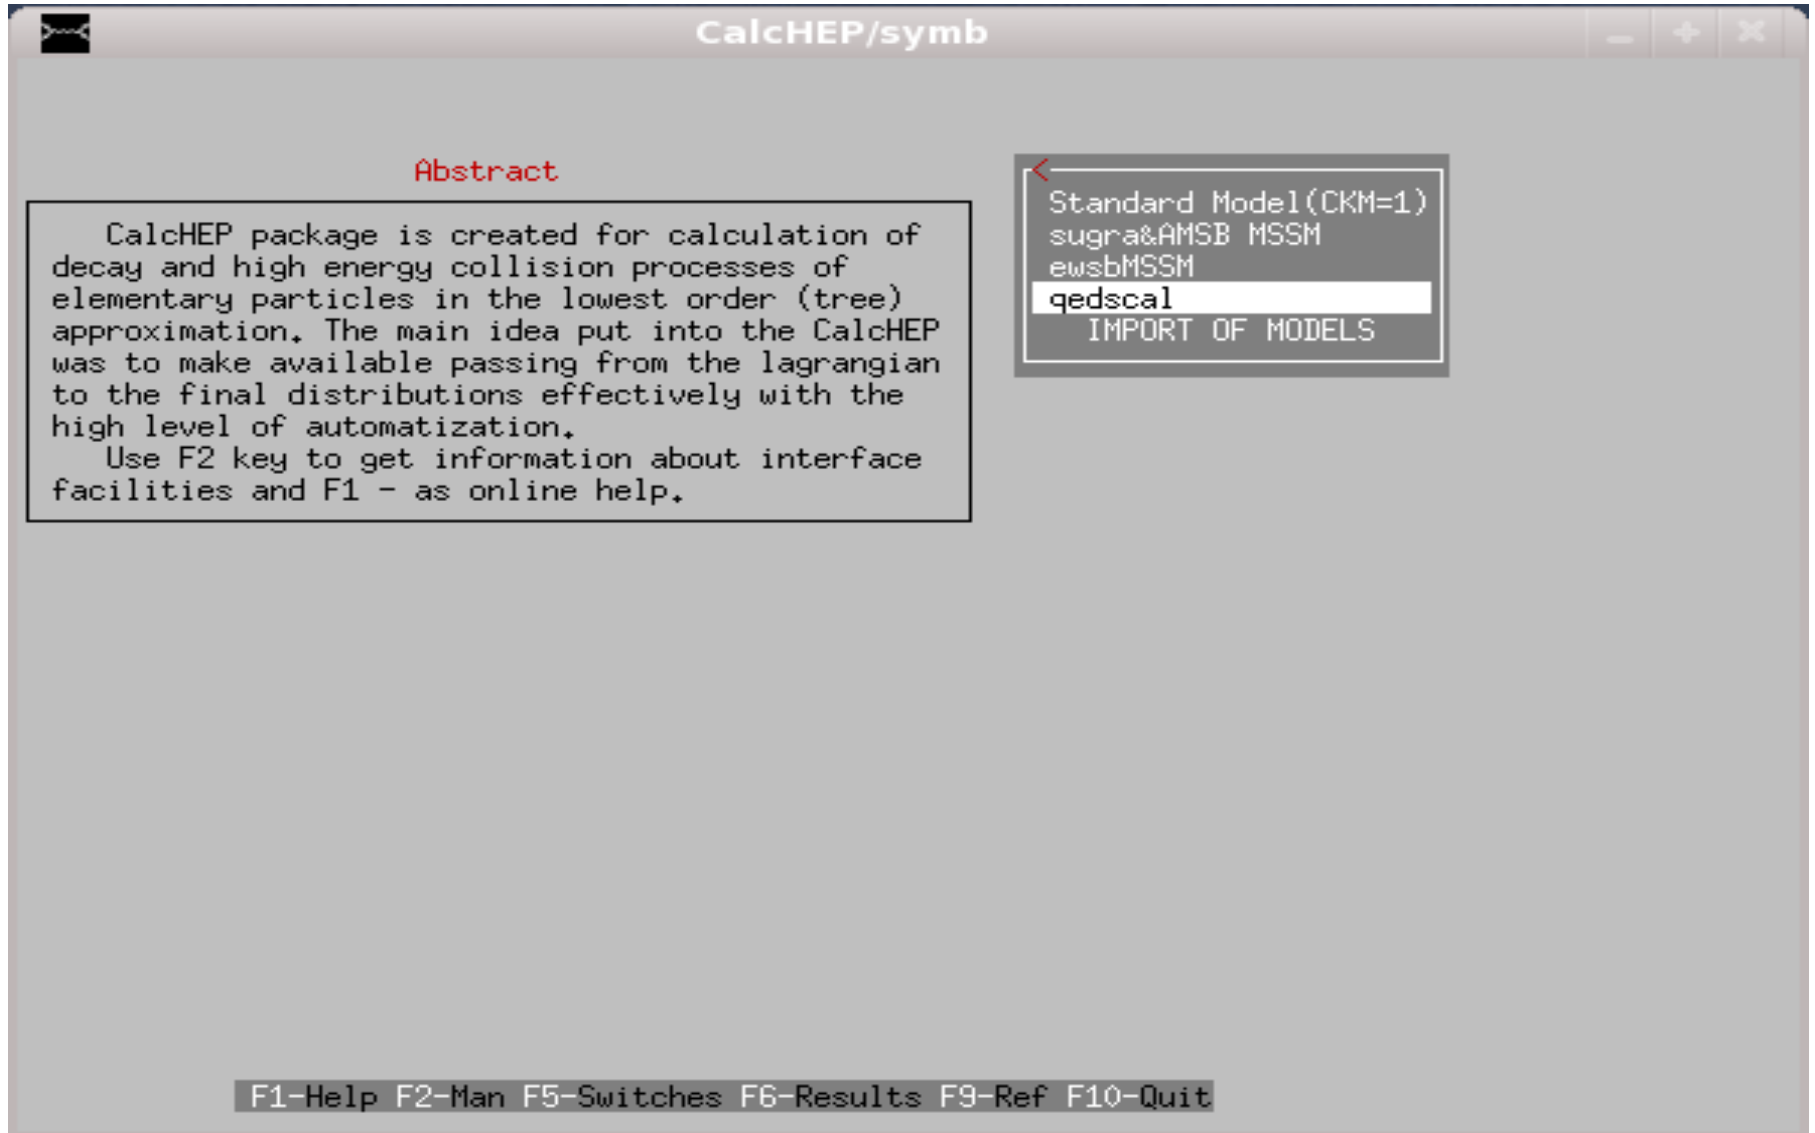 CalcHEP/symb
Abstract
CalcHEP package is created for calculation of
decay and high energy collision processes of
elementary particles in the lowest order (tree)
approximation. The main idea put into the CalcHEP
was to make available passing from the lagrangian
to the final distributions effectively with the
high level of automatization.
Use F2 key to get information about interface
facilities and F1 - as online help.
<
Standard Model(CKM=1)
sugra&AMSB MSSM
ewsbMSSM
qedscal
IMPORT OF MODELS
F1-Help F2-Man F5-Switches F6-Results F9-Ref F10-Quit